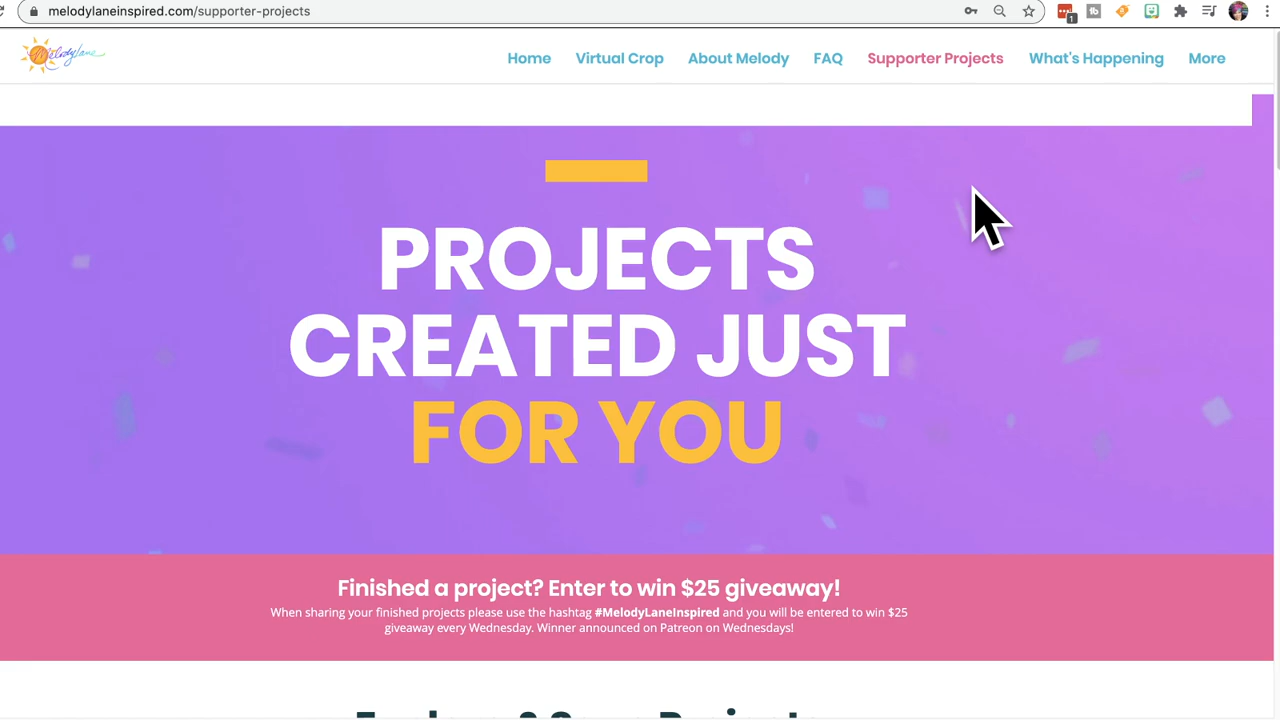 melodylaneinspired.com/supporter-projects
1
MelodyLane
Home Virtual Crop About Melody FAQ Supporter Projects What's Happening More
PROJECTS
CREATED JUST
FOR YOU
Finished a project? Enter to win $25 giveaway!
When sharing your finished projects please use the hashtag #MelodyLaneInspired and you will be entered to win $25
giveaway every Wednesday. Winner announced on Patreon on Wednesdays!